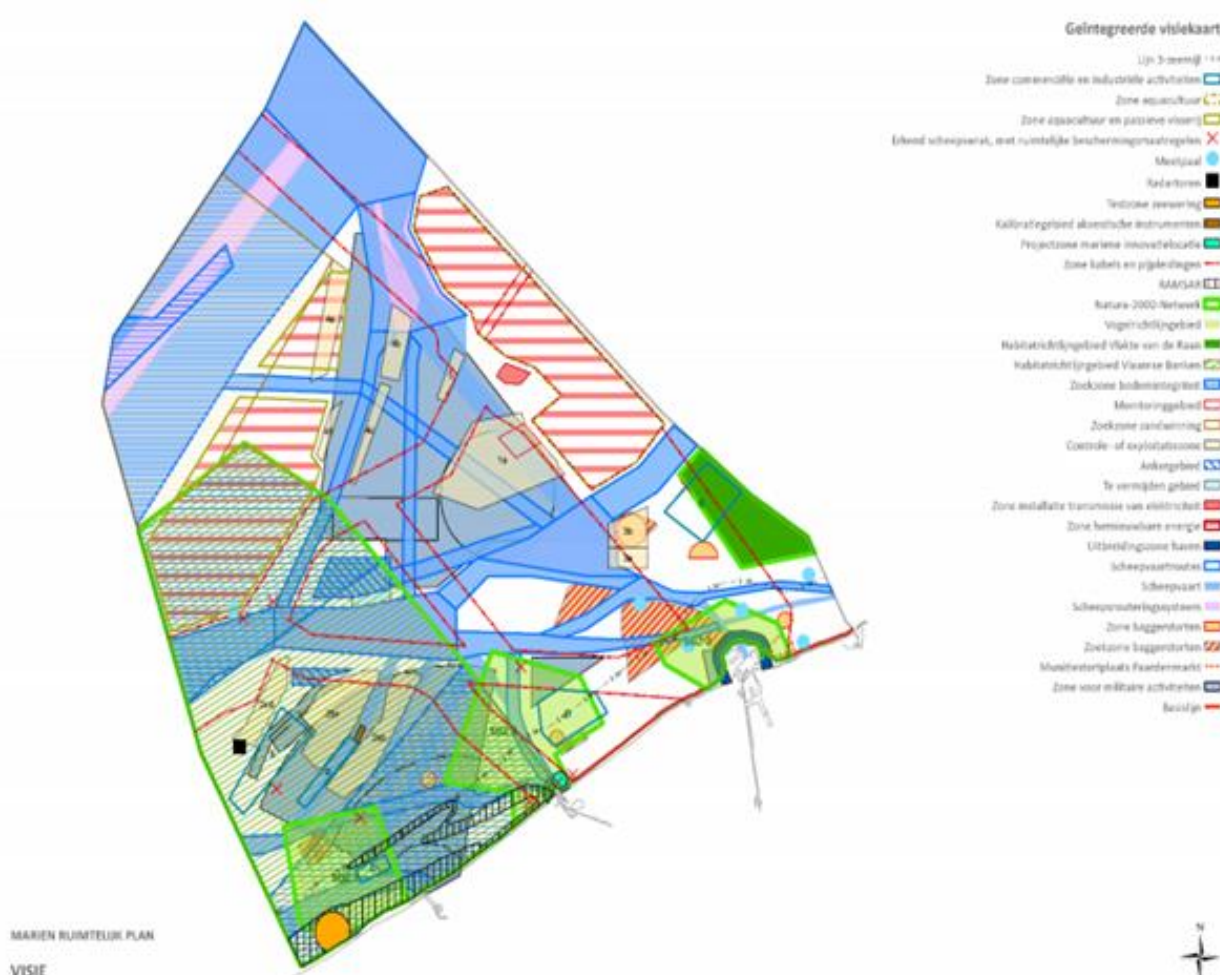 Geïntegreerde visiekaart
Lijn 3-zeemijl
Zone commerciële en industriële activiteiten
Zone aquacultuur
Zone aquacultuur en passieve visserij
Erkend scheepswrak, met ruimtelijke beschermingsmaatregelen
Meetpaal
Radartoren
Testzone zeewering
Kalibratiegebied akoestische instrumenten
Projectzone mariene innovatielocatie
Zone kabels en pijpleidingen
RAMSAR
Natura-2000-Netwerk
Vogelrichtlijngebied
Habitatrichtlijngebied Vlakte van de Raan
Habitatrichtlijngebied Vlaamse Banken
Zoekzone bodemintegriteit
Monitoringgebied
Zoekzone zandwinning
Controle- of exploitatiezone
Ankergebied
Te vermijden gebied
Zone installatie transmissie van elektriciteit
Zone hernieuwbare energie
Uitbreidingszone haven
Scheepvaartroutes
Scheepvaart
Scheepsrouteringssysteem
Zone baggerstorten
Zoekzone baggerstorten
Munitiestortplaats Paardenmarkt
Zone voor militaire activiteiten
Basislijn
MARIEN RUIMTELIJK PLAN
VISIE
N